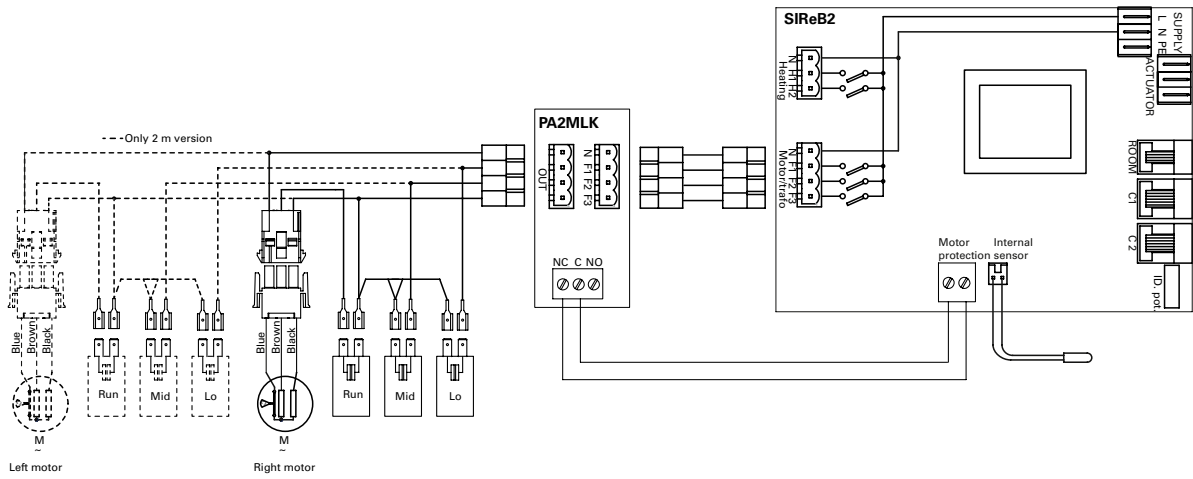 SIReB2
SUPPLY
L N PE
ACTUATOR
ROOM
C1
C2
ID. pot.
N H1 H2
Heating
N F1 F2 F3
Motor/trafo
Motor
protection
Internal
sensor
PA2MLK
OUT
N F1 F2 F3
NC C NO
Only 2 m version
Blue
Brown
Black
Run
Mid
Lo
M
~
Left motor
Blue
Brown
Black
Run
Mid
Lo
M
~
Right motor